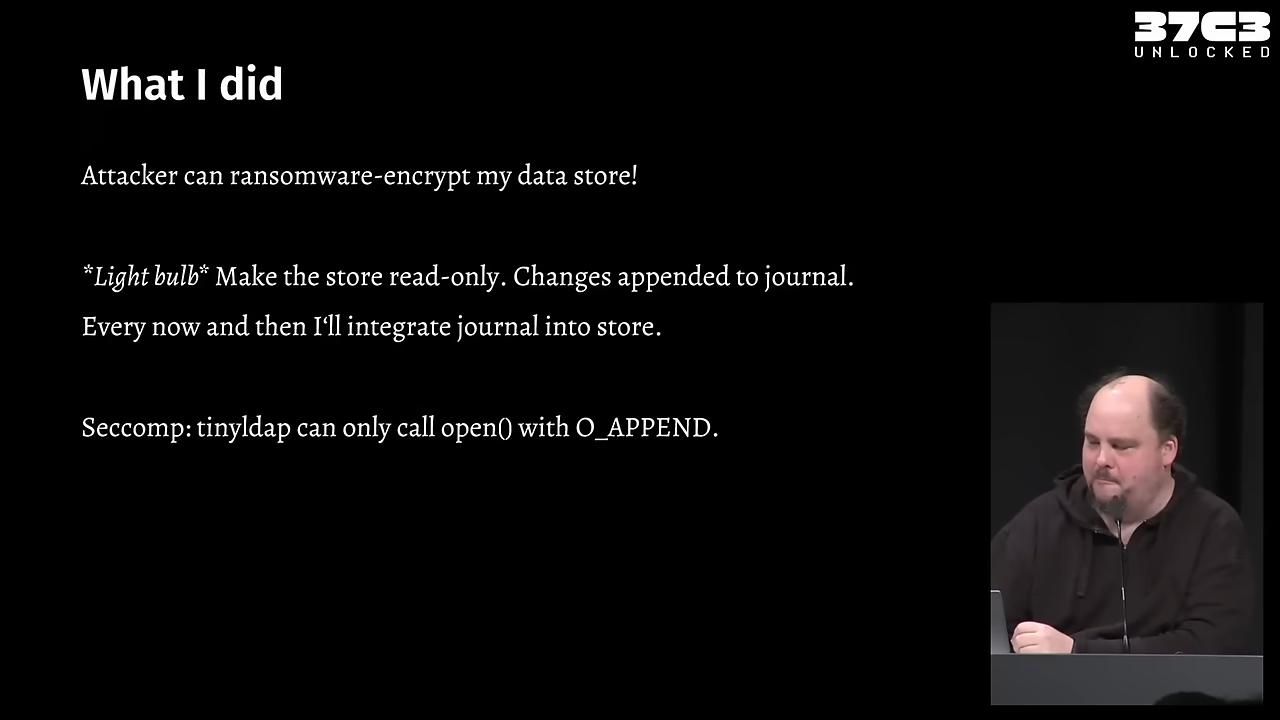 37C3
UNLOCKED
What I did
Attacker can ransomware-encrypt my data store!
*Light bulb* Make the store read-only. Changes appended to journal.
Every now and then I‘ll integrate journal into store.
Seccomp: tinyldap can only call open() with O_APPEND.